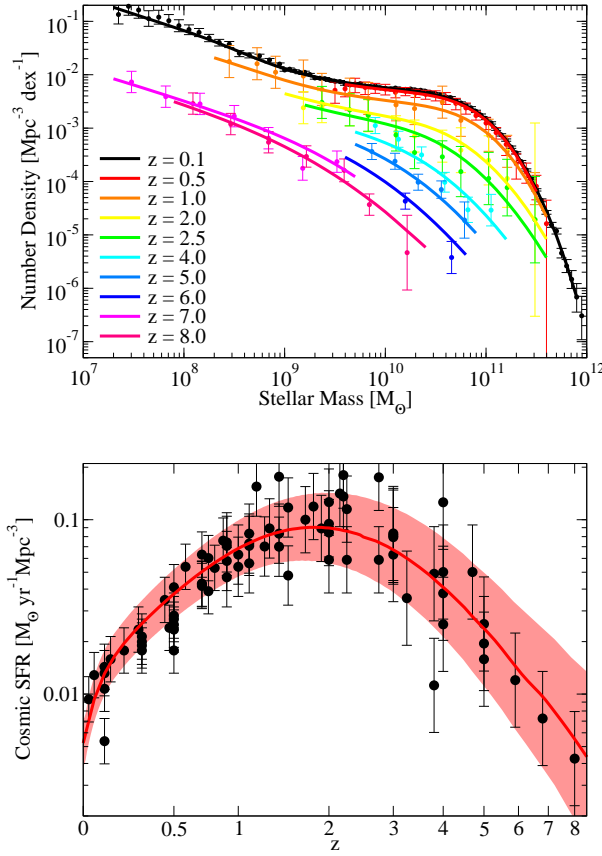 10^-1
10^-2
10^-3
10^-4
10^-5
10^-6
10^-7
Number Density [Mpc^-3 dex^-1]
z = 0.1
z = 0.5
z = 1.0
z = 2.0
z = 2.5
z = 4.0
z = 5.0
z = 6.0
z = 7.0
z = 8.0
10^7 10^8 10^9 10^10 10^11 10^12
Stellar Mass [M_⊙]
0.1
0.01
Cosmic SFR [M_⊙ yr^-1 Mpc^-3]
0 0.5 1 2 3 4 5 6 7 8
z